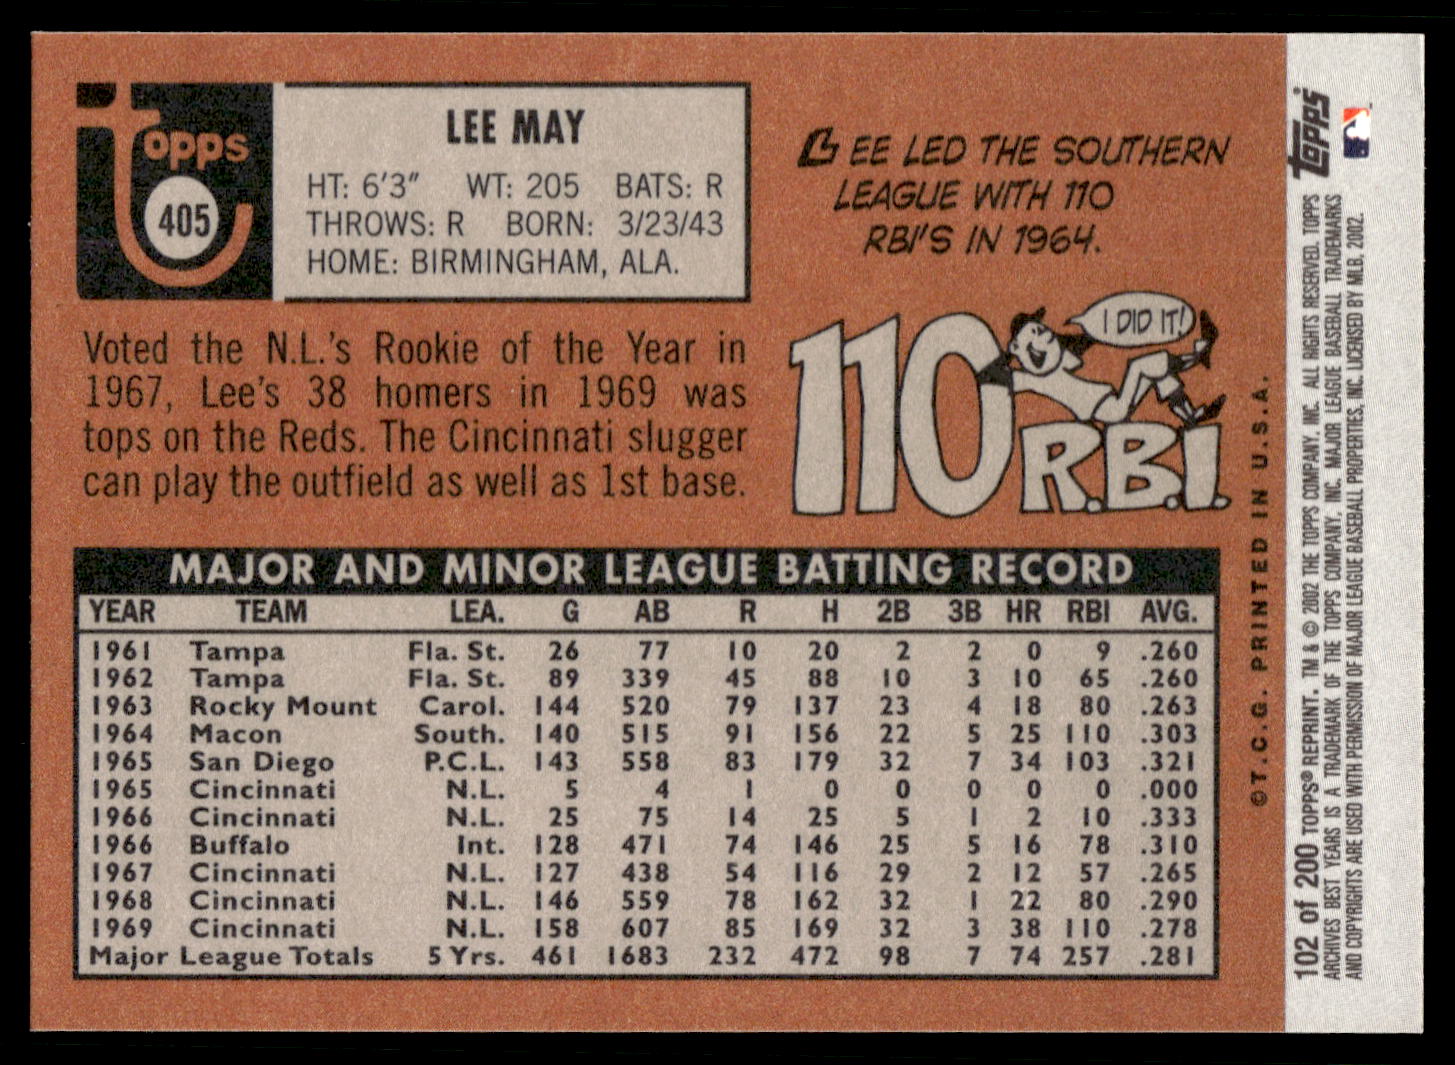 Topps
405
LEE MAY
HT: 6'3" WT: 205 BATS: R
THROWS: R BORN: 3/23/43
HOME: BIRMINGHAM, ALA.
Voted the N.L.'s Rookie of the Year in
1967, Lee's 38 homers in 1969 was
tops on the Reds. The Cincinnati slugger
can play the outfield as well as 1st base.
LEE LED THE SOUTHERN
LEAGUE WITH 110
RBI'S IN 1964.
I DID IT!
110
R.B.I.
MAJOR AND MINOR LEAGUE BATTING RECORD
YEAR TEAM LEA. G AB R H 2B 3B HR RBI AVG.
1961 Tampa Fla. St. 26 77 10 20 2 2 0 9 .260
1962 Tampa Fla. St. 89 339 45 88 10 3 10 65 .260
1963 Rocky Mount Carol. 144 520 79 137 23 4 18 80 .263
1964 Macon South. 140 515 91 156 22 5 25 110 .303
1965 San Diego P.C.L. 143 558 83 179 32 7 34 103 .321
1965 Cincinnati N.L. 5 4 1 0 0 0 0 0 .000
1966 Cincinnati N.L. 25 75 14 25 5 1 2 10 .333
1966 Buffalo Int. 128 471 74 146 25 5 16 78 .310
1967 Cincinnati N.L. 127 438 54 116 29 2 12 57 .265
1968 Cincinnati N.L. 146 559 78 162 32 1 22 80 .290
1969 Cincinnati N.L. 158 607 85 169 32 3 38 110 .278
Major League Totals 5 Yrs. 461 1683 232 472 98 7 74 257 .281
©T.C.G. PRINTED IN U.S.A.
Topps
102 of 200 TOPPS® REPRINT. TM & © 2002 THE TOPPS COMPANY, INC. ALL RIGHTS RESERVED. TOPPS
ARCHIVES BEST YEARS IS A TRADEMARK OF THE TOPPS COMPANY, INC. MAJOR LEAGUE BASEBALL TRADEMARKS
AND COPYRIGHTS ARE USED WITH PERMISSION OF MAJOR LEAGUE BASEBALL PROPERTIES, INC. LICENSED BY MLB, 2002.